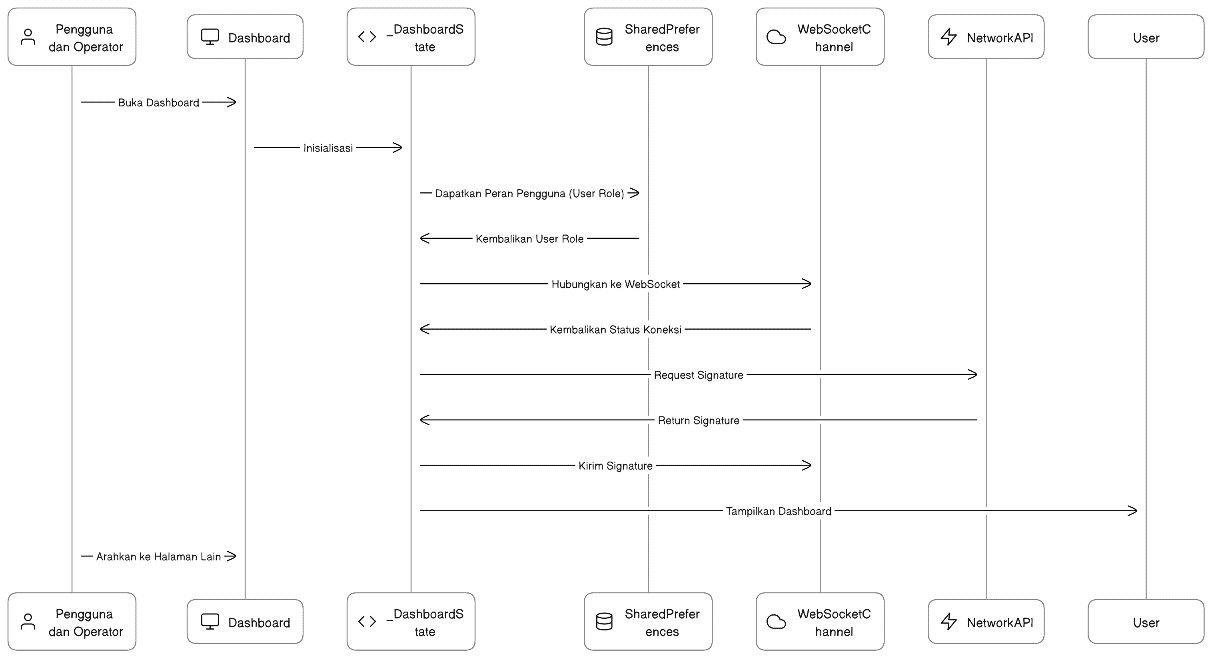 Pengguna
dan Operator
Dashboard
_DashboardS
tate
SharedPrefer
ences
WebSocketC
hannel
NetworkAPI
User
Buka Dashboard
Inisialisasi
Dapatkan Peran Pengguna (User Role)
Kembalikan User Role
Hubungkan ke WebSocket
Kembalikan Status Koneksi
Request Signature
Return Signature
Kirim Signature
Tampilkan Dashboard
Arahkan ke Halaman Lain
Pengguna
dan Operator
Dashboard
_DashboardS
tate
SharedPrefer
ences
WebSocketC
hannel
NetworkAPI
User